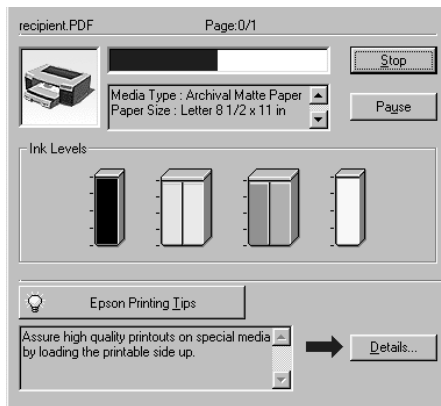 recipient.PDF Page:0/1
Stop
Media Type : Archival Matte Paper
Paper Size : Letter 8 1/2 x 11 in
Pause
Ink Levels
Epson Printing Tips
Assure high quality printouts on special media
by loading the printable side up.
Details...